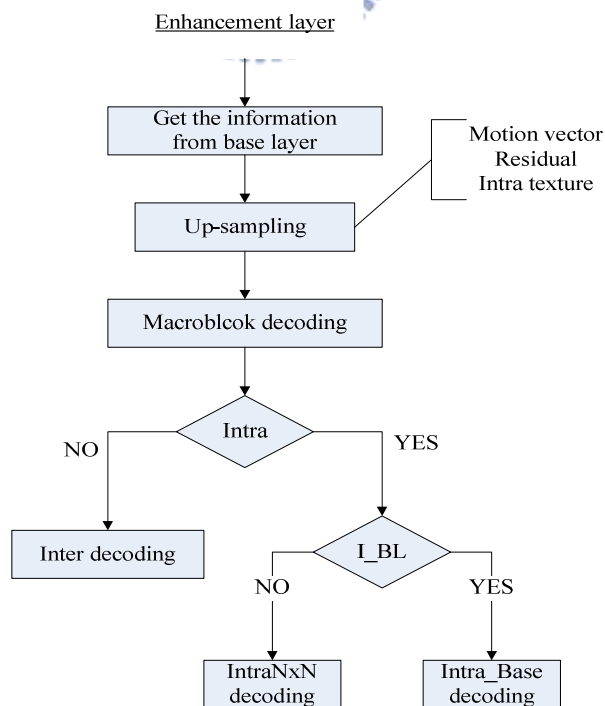 Enhancement layer
Get the information
from base layer
Motion vector
Residual
Intra texture
Up-sampling
Macroblcok decoding
Intra
NO
YES
Inter decoding
I_BL
NO
YES
IntraNxN
decoding
Intra_Base
decoding